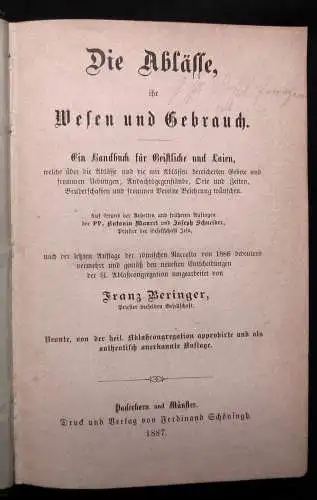 Die Ablässe,
ihr
Wesen und Gebrauch.
Ein Handbuch für Geistliche und Laien,
welche über die Ablässe und die mit Ablässen bereicherten Gebete und
frommen Uebungen, Andachtsgegenstände, Orte und Zeiten,
Bruderschaften und frommen Vereine Belehrung wünschen.
Auf Grund der Arbeiten und früheren Auflagen
der PP. Antonin Maurel und Joseph Schneider,
Priester der Gesellschaft Jesu,
nach der letzten Auflage der römischen Raccolta von 1886 bedeutend
vermehrt und gemäß den neuesten Entscheidungen
der hl. Ablaßcongregation umgearbeitet von
Franz Beringer,
Priester derselben Gesellschaft.
Neunte, von der heil. Ablaßcongregation approbirte und als
authentisch anerkannte Auflage.
Paderborn und Münster.
Druck und Verlag von Ferdinand Schöningh.
1887.